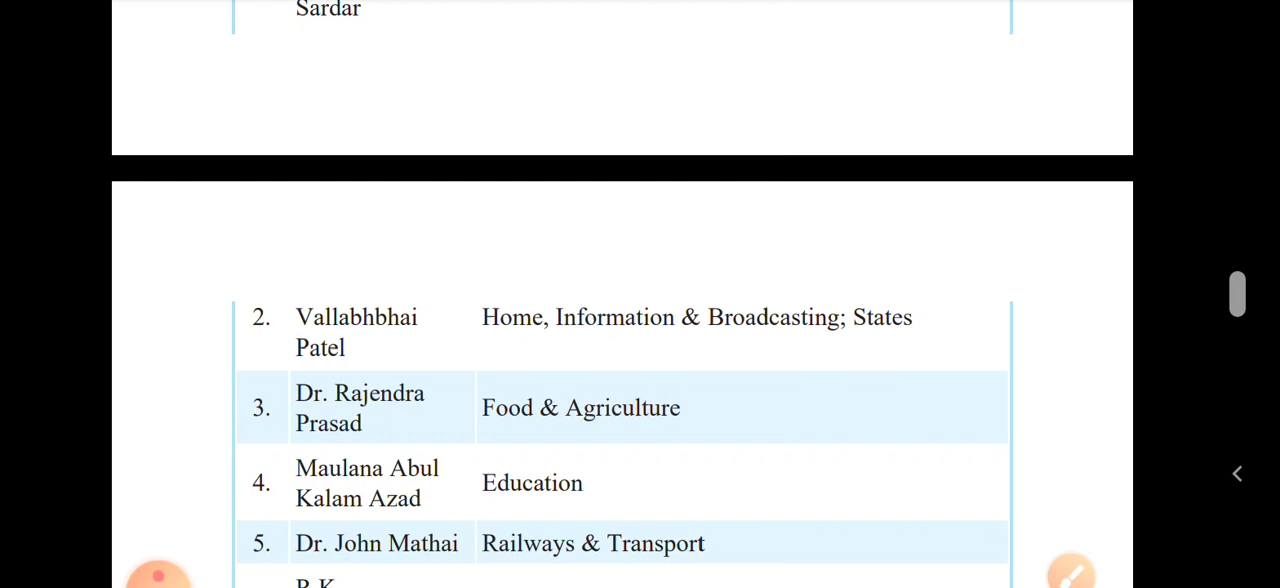 Sardar
2. Vallabhbhai Patel Home, Information & Broadcasting; States
3. Dr. Rajendra Prasad Food & Agriculture
4. Maulana Abul Kalam Azad Education
5. Dr. John Mathai Railways & Transport
R.K.